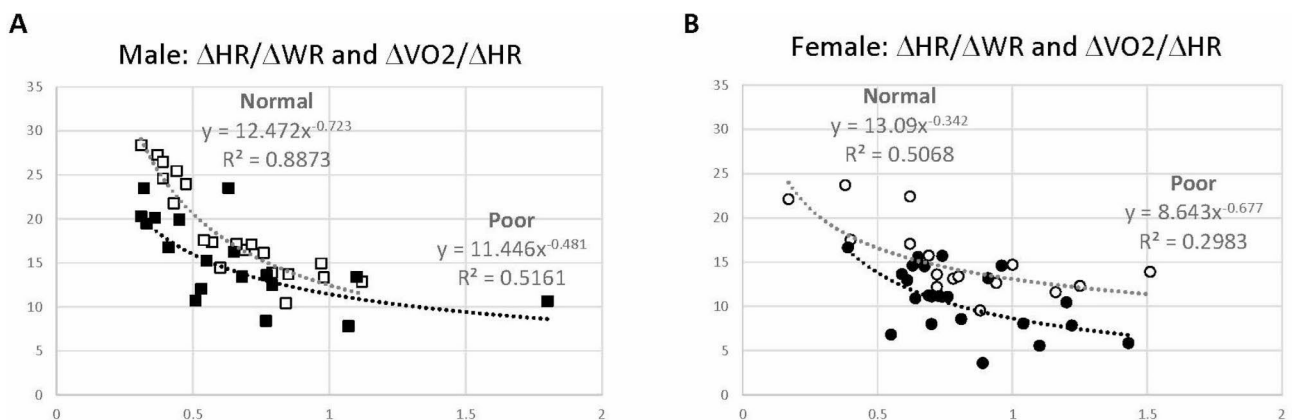 A
Male: ΔHR/ΔWR and ΔVO2/ΔHR
35
30
25
20
15
10
5
0
0
0.5
1
1.5
2
Normal
y = 12.472x^-0.723
R² = 0.8873
Poor
y = 11.446x^-0.481
R² = 0.5161
B
Female: ΔHR/ΔWR and ΔVO2/ΔHR
35
30
25
20
15
10
5
0
0
0.5
1
1.5
2
Normal
y = 13.09x^-0.342
R² = 0.5068
Poor
y = 8.643x^-0.677
R² = 0.2983